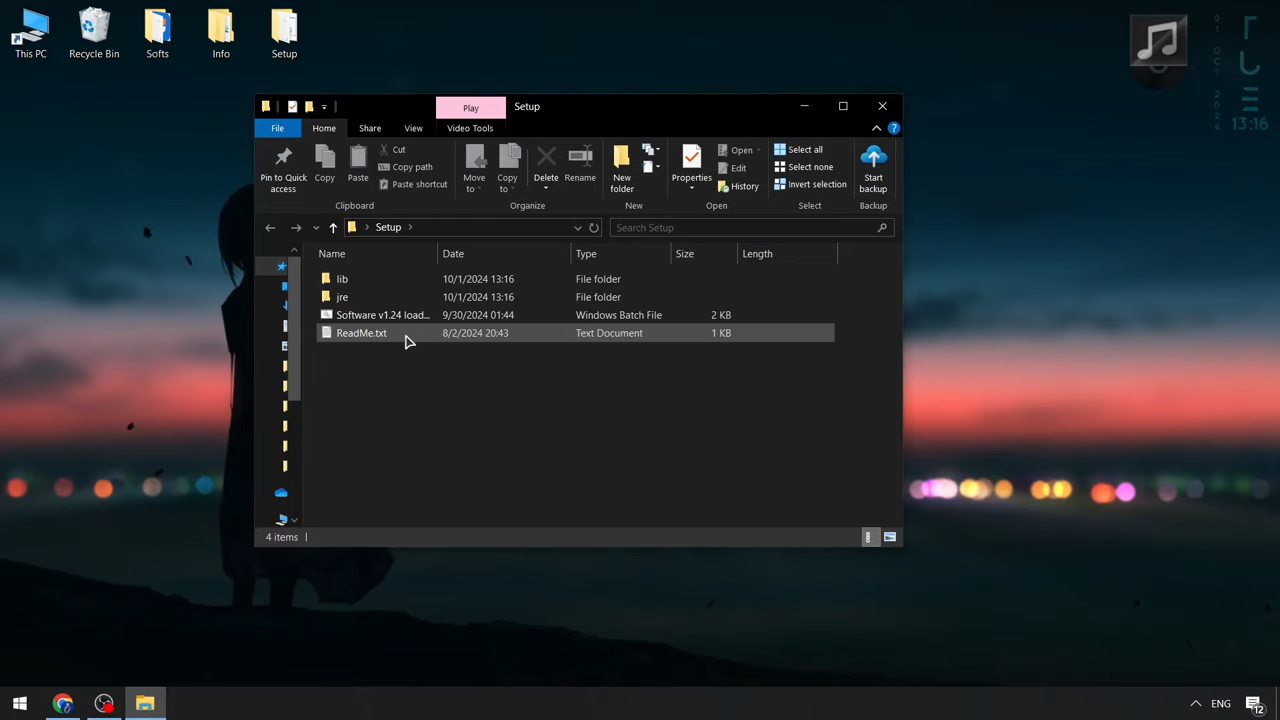 This PC
Recycle Bin
Softs
Info
Setup
01 OCT 2024
13:16
Play
Setup
File
Home
Share
View
Video Tools
Pin to Quick access
Copy
Paste
Cut
Copy path
Paste shortcut
Move to
Copy to
Delete
Rename
New folder
Properties
Open
Edit
History
Select all
Select none
Invert selection
Start backup
Clipboard
Organize
New
Open
Select
Backup
Setup
Search Setup
Name
Date
Type
Size
Length
lib
10/1/2024 13:16
File folder
jre
10/1/2024 13:16
File folder
Software v1.24 load...
9/30/2024 01:44
Windows Batch File
2 KB
ReadMe.txt
8/2/2024 20:43
Text Document
1 KB
4 items
ENG
12